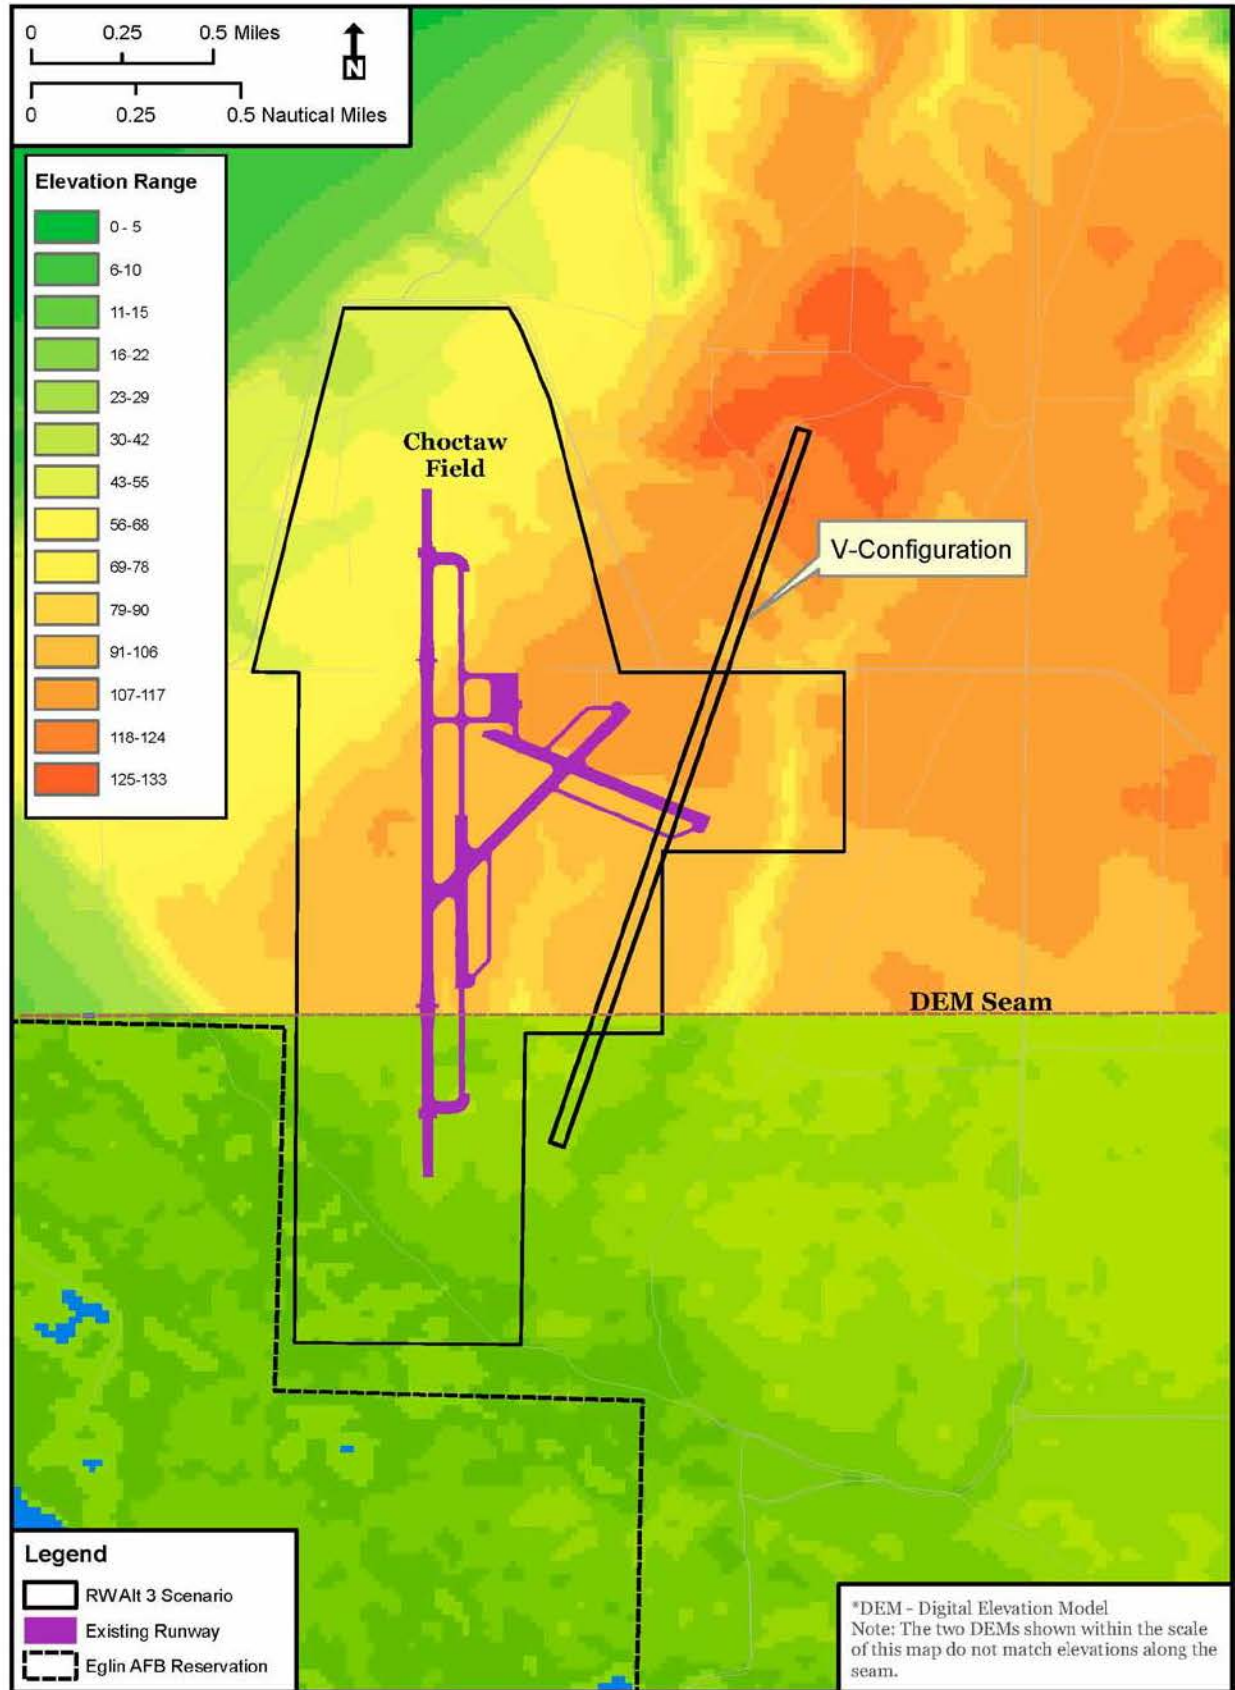 0 0.25 0.5 Miles
N
0 0.25 0.5 Nautical Miles
Elevation Range
0 - 5
6-10
11-15
16-22
23-29
30-42
43-55
56-68
69-78
79-90
91-106
107-117
118-124
125-133
Choctaw
Field
V-Configuration
DEM Seam
Legend
RWAlt 3 Scenario
Existing Runway
Eglin AFB Reservation
*DEM - Digital Elevation Model
Note: The two DEMs shown within the scale
of this map do not match elevations along the
seam.